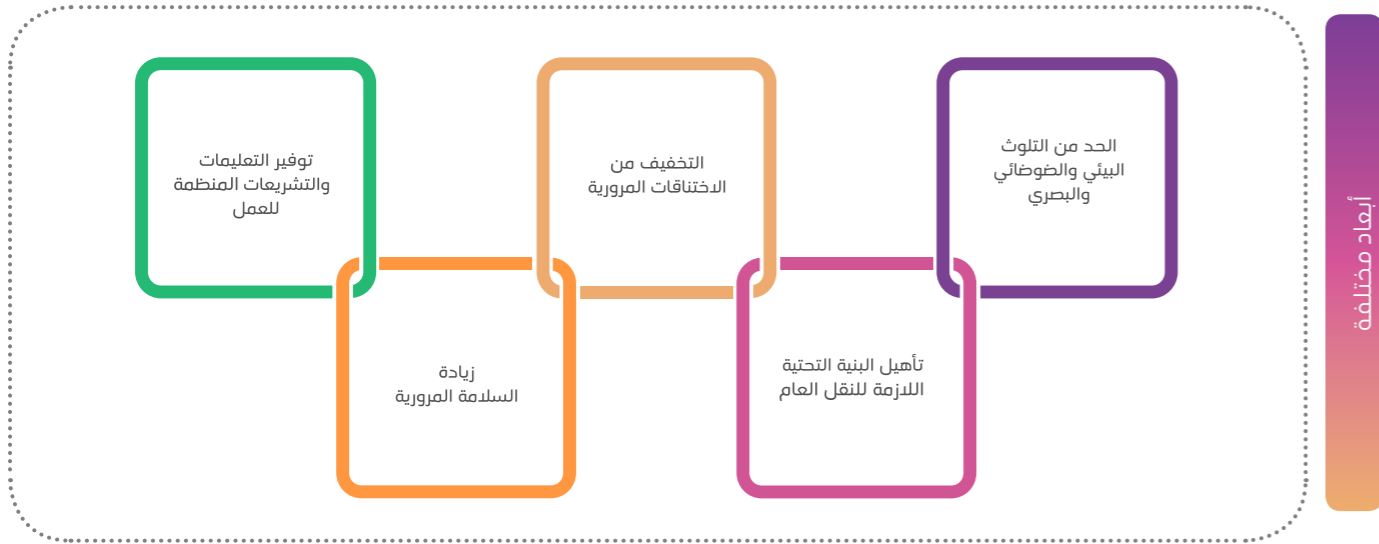 أبعاد مختلفة
الحد من التلوث
البيئي والضوضائي
والبصري
تأهيل البنية التحتية
اللازمة للنقل العام
التخفيف من
الاختناقات المرورية
زيادة
السلامة المرورية
توفير التعليمات
والتشريعات المنظمة
للعمل